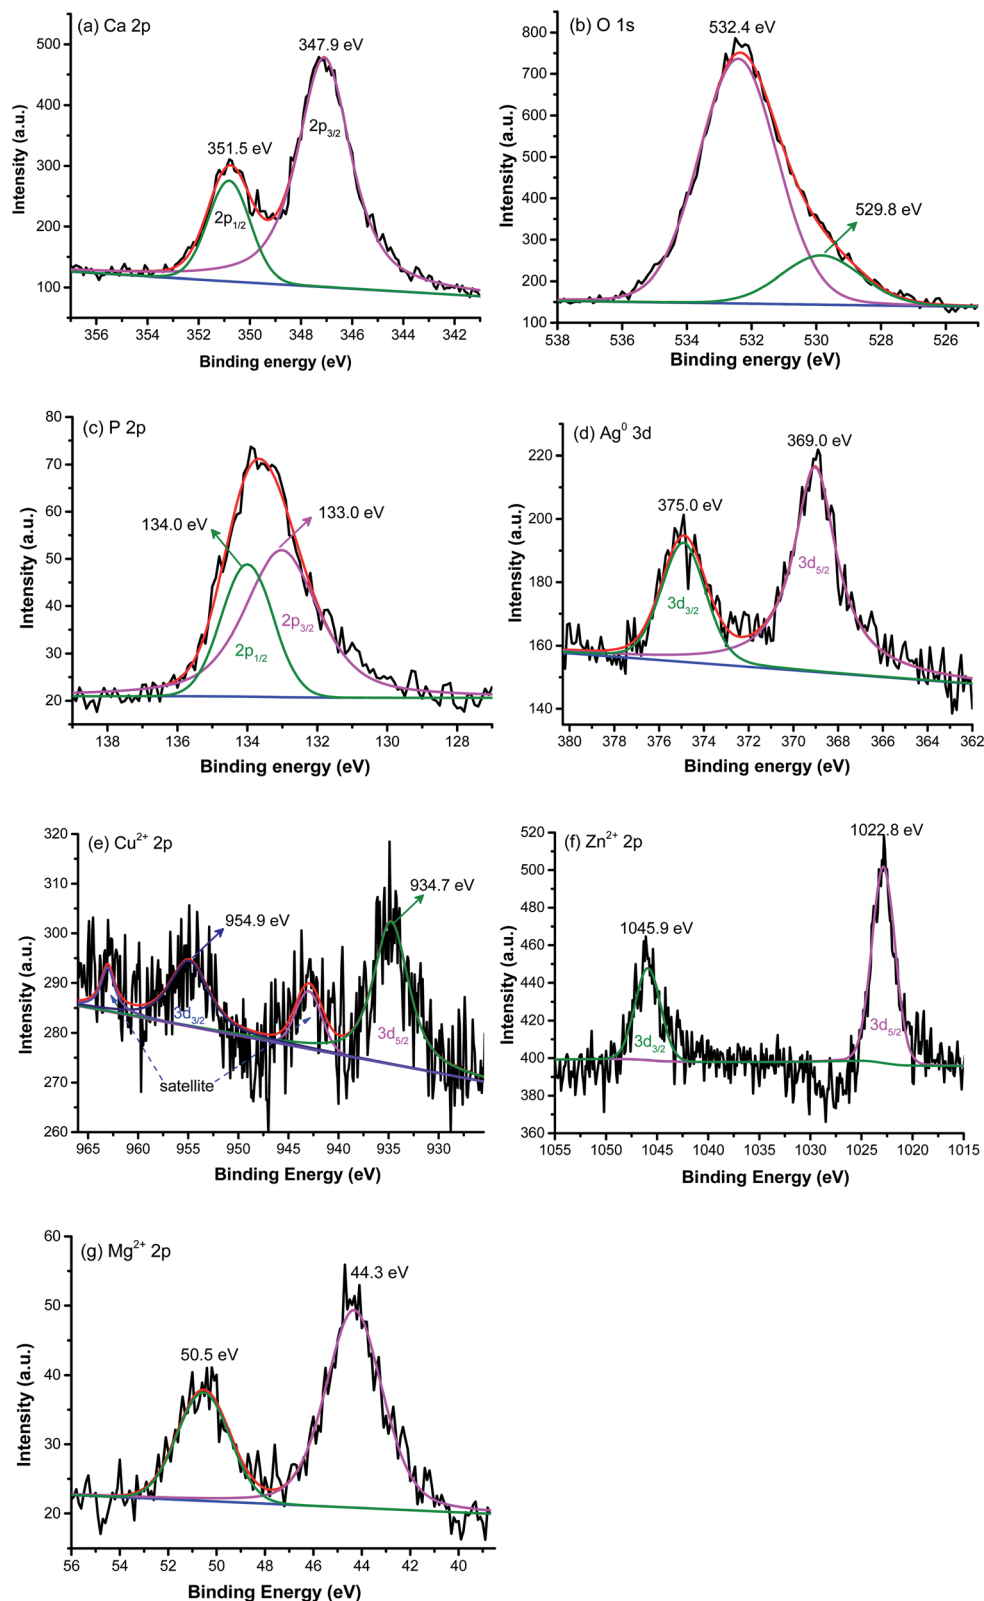 (a) Ca 2p
347.9 eV
351.5 eV
2p3/2
2p1/2
500
400
300
200
100
Intensity (a.u.)
356 354 352 350 348 346 344 342
Binding energy (eV)
(b) O 1s
532.4 eV
529.8 eV
800
750
700
650
600
550
500
450
400
350
300
250
200
150
100
Intensity (a.u.)
538 536 534 532 530 528 526
Binding energy (eV)
(c) P 2p
134.0 eV
133.0 eV
2p3/2
2p1/2
80
70
60
50
40
30
20
Intensity (a.u.)
138 136 134 132 130 128
Binding energy (eV)
(d) Ag0 3d
369.0 eV
375.0 eV
3d5/2
3d3/2
220
200
180
160
140
Intensity (a.u.)
380 378 376 374 372 370 368 366 364 362
Binding energy (eV)
(e) Cu2+ 2p
934.7 eV
954.9 eV
3d3/2
3d5/2
satellite
320
310
300
290
280
270
260
Intensity (a.u.)
965 960 955 950 945 940 935 930
Binding Energy (eV)
(f) Zn2+ 2p
1022.8 eV
1045.9 eV
3d5/2
3d3/2
520
500
480
460
440
420
400
380
360
Intensity (a.u.)
1055 1050 1045 1040 1035 1030 1025 1020 1015
Binding Energy (eV)
(g) Mg2+ 2p
44.3 eV
50.5 eV
60
50
40
30
20
Intensity (a.u.)
56 54 52 50 48 46 44 42 40
Binding Energy (eV)